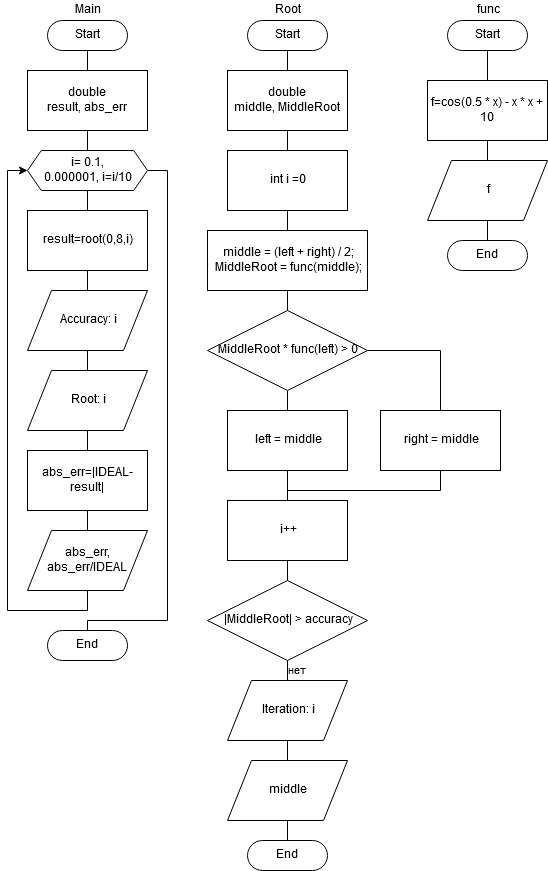 Main
Start
double
result, abs_err
i= 0.1,
0.000001, i=i/10
result=root(0,8,i)
Accuracy: i
Root: i
abs_err=|IDEAL-
result|
abs_err,
abs_err/IDEAL
End
Root
Start
double
middle, MiddleRoot
int i =0
middle = (left + right) / 2;
MiddleRoot = func(middle);
MiddleRoot * func(left) > 0
left = middle
right = middle
i++
|MiddleRoot| > accuracy
нет
Iteration: i
middle
End
func
Start
f=cos(0.5 * x) - x * x +
10
f
End